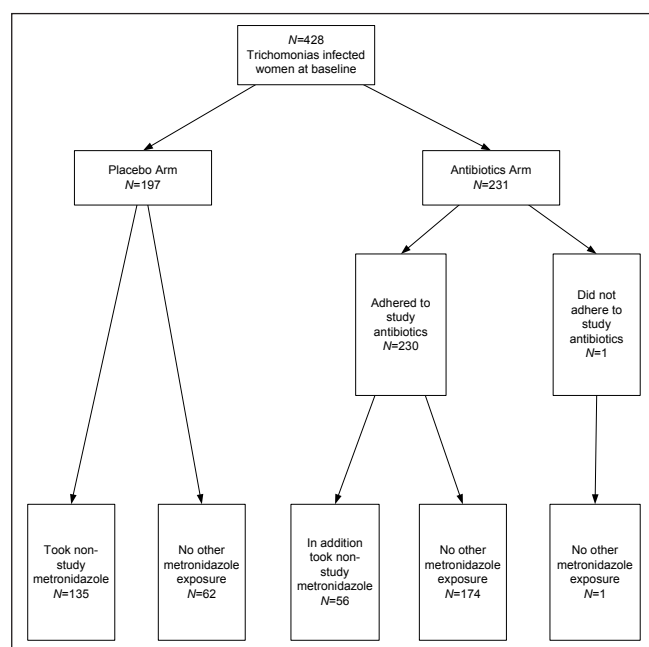 N=428
Trichomonias infected
women at baseline
Placebo Arm
N=197
Antibiotics Arm
N=231
Adhered to
study
antibiotics
N=230
Did not
adhere to
study
antibiotics
N=1
Took non-
study
metronidazole
N=135
No other
metronidazole
exposure
N=62
In addition
took non-
study
metronidazole
N=56
No other
metronidazole
exposure
N=174
No other
metronidazole
exposure
N=1